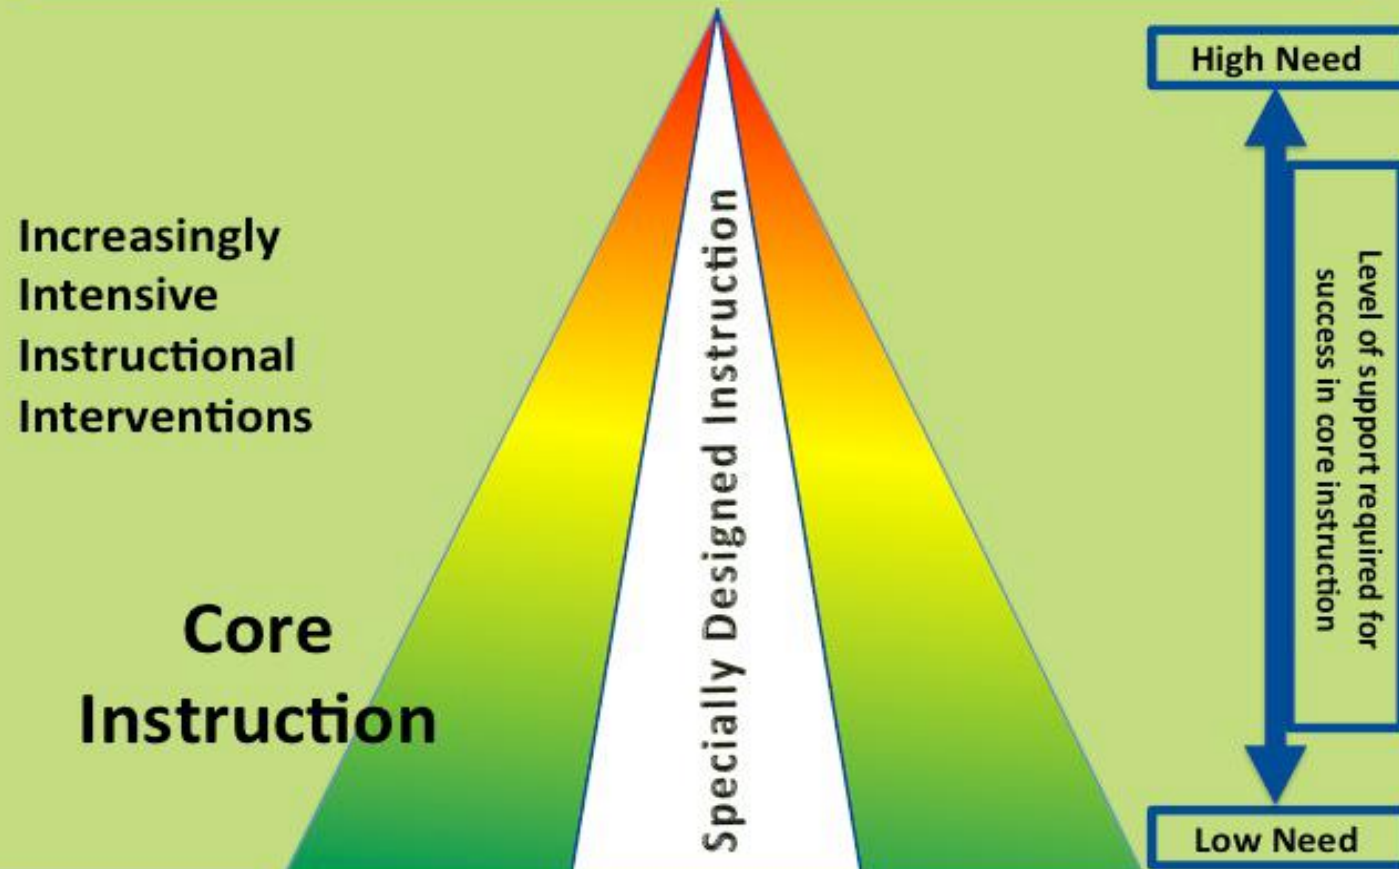 High Need
Increasingly
Intensive
Instructional
Interventions
Specially Designed Instruction
Level of support required for
success in core instruction
Core
Instruction
Low Need